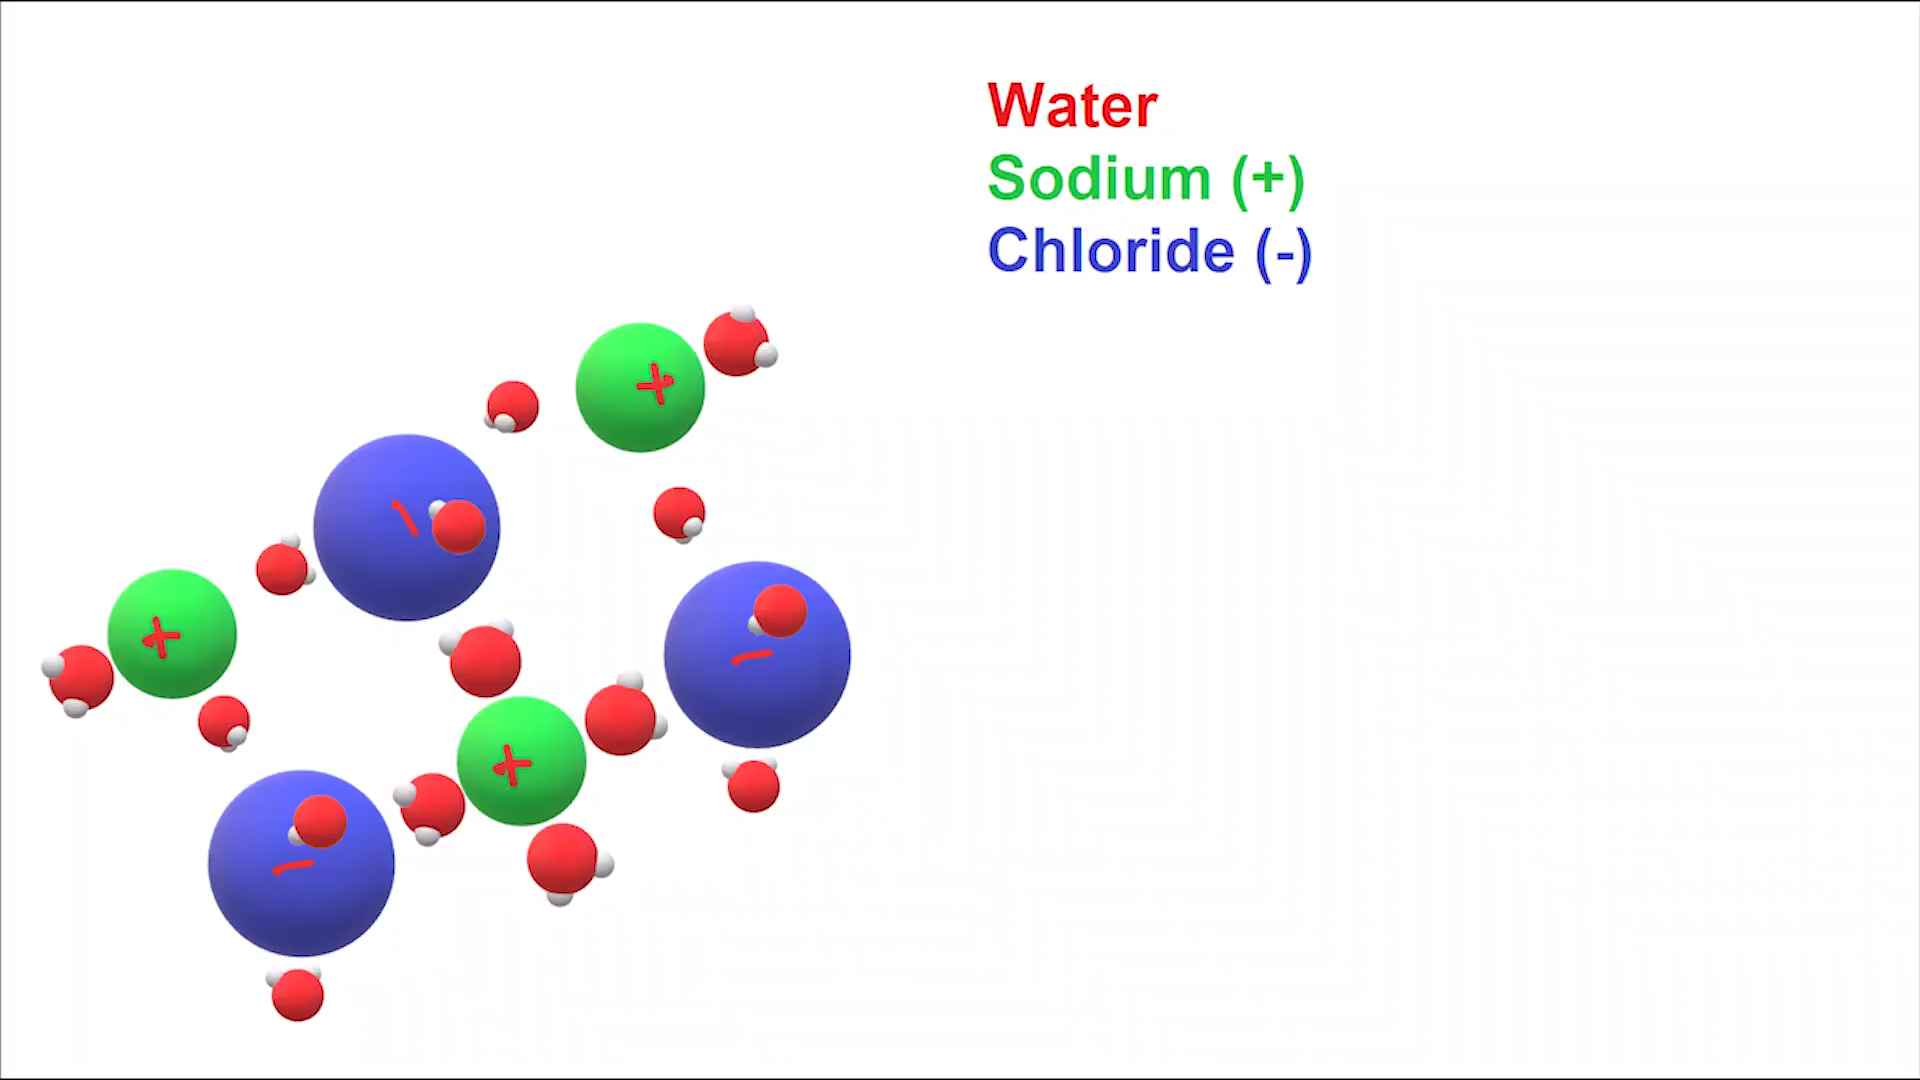 Water
Sodium (+)
Chloride (-)
+
+
+
-
-
-